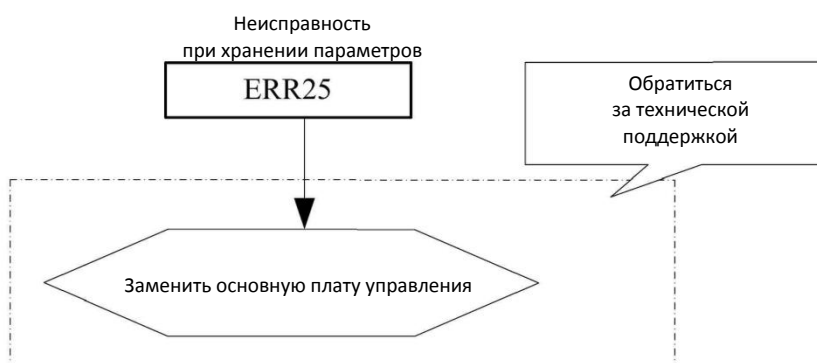 Неисправность
при хранении параметров
ERR25
Обратиться
за технической
поддержкой
Заменить основную плату управления